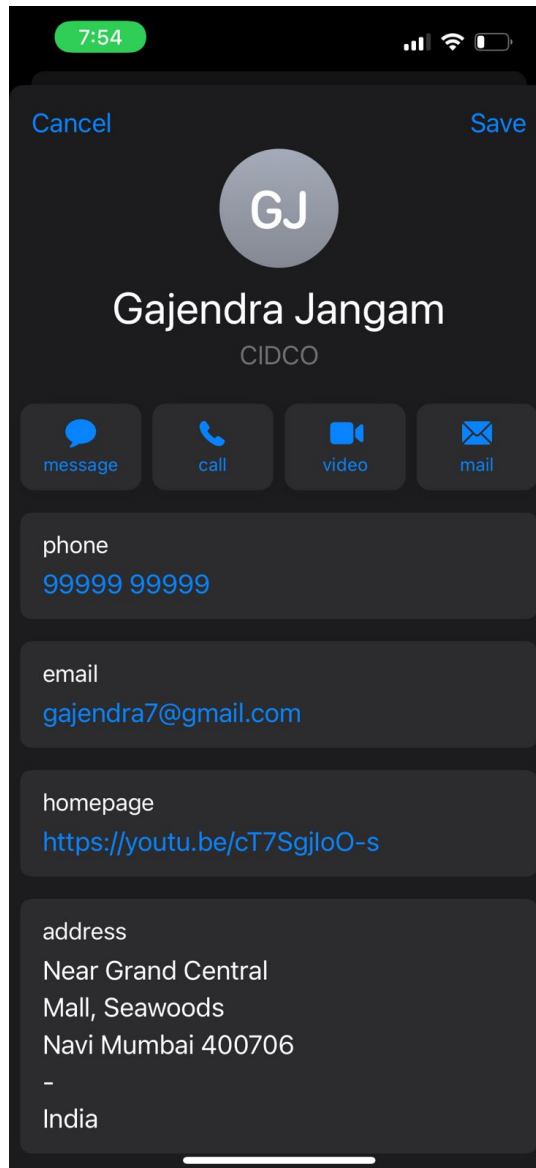 7:54
Cancel
Save
GJ
Gajendra Jangam
CIDCO
message
call
video
mail
phone
99999 99999
email
gajendra7@gmail.com
homepage
https://youtu.be/cT7SgjIoO-s
address
Near Grand Central
Mall, Seawoods
Navi Mumbai 400706
-
India